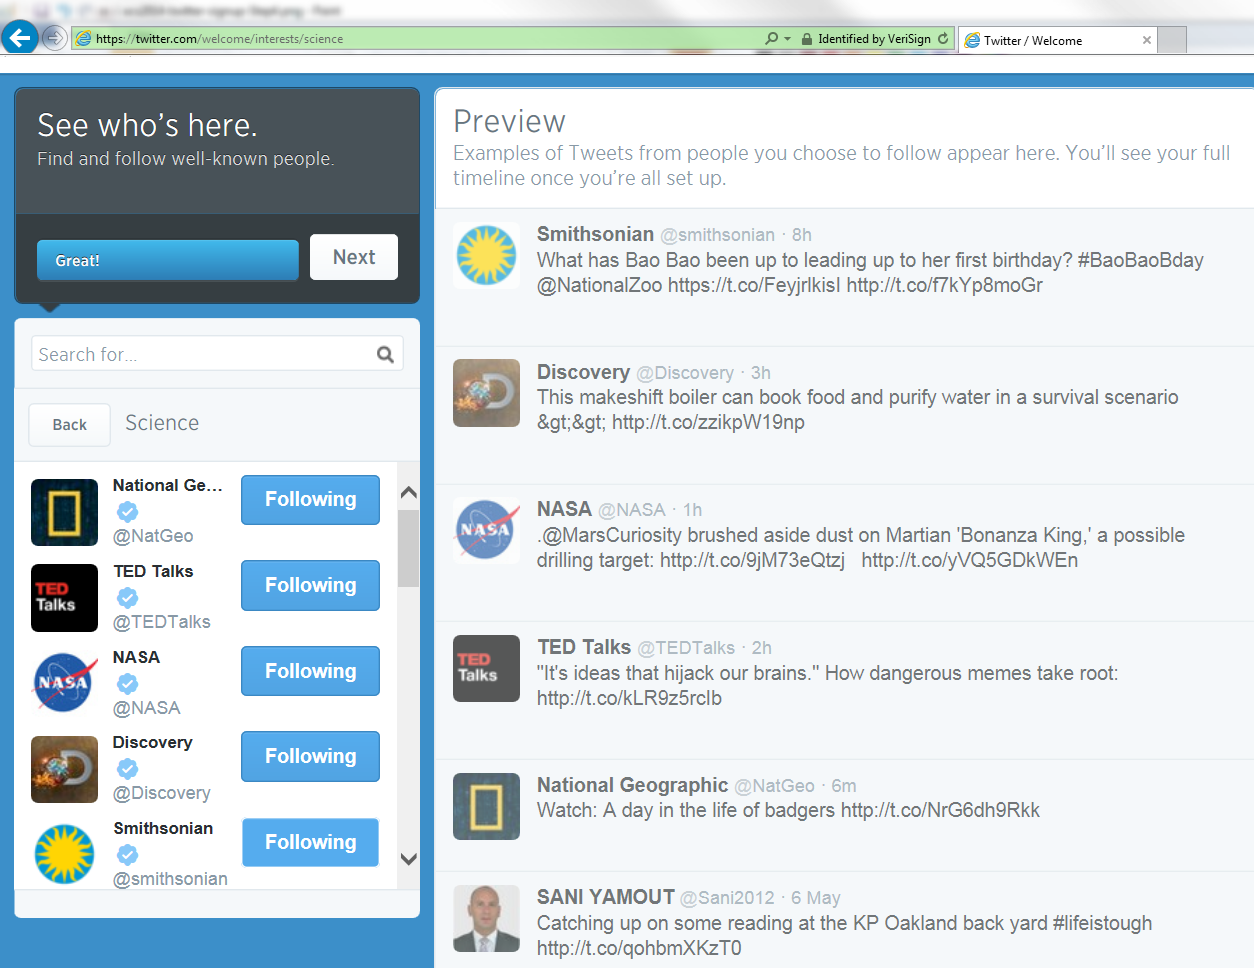 https://twitter.com/welcome/interests/science
Identified by VeriSign
Twitter / Welcome
See who's here.
Find and follow well-known people.
Great!
Next
Search for...
Back
Science
National Ge...
@NatGeo
Following
TED Talks
@TEDTalks
Following
NASA
@NASA
Following
Discovery
@Discovery
Following
Smithsonian
@smithsonian
Following
Preview
Examples of Tweets from people you choose to follow appear here. You'll see your full
timeline once you're all set up.
Smithsonian @smithsonian · 8h
What has Bao Bao been up to leading up to her first birthday? #BaoBaoBday
@NationalZoo https://t.co/FeyjrIkisI http://t.co/f7kYp8moGr
Discovery @Discovery · 3h
This makeshift boiler can book food and purify water in a survival scenario
&gt;&gt; http://t.co/zzikpW19np
NASA @NASA · 1h
.@MarsCuriosity brushed aside dust on Martian 'Bonanza King,' a possible
drilling target: http://t.co/9jM73eQtzj http://t.co/yVQ5GDkWEn
TED Talks @TEDTalks · 2h
"It's ideas that hijack our brains." How dangerous memes take root:
http://t.co/kLR9z5rcIb
National Geographic @NatGeo · 6m
Watch: A day in the life of badgers http://t.co/NrG6dh9Rkk
SANI YAMOUT @Sani2012 · 6 May
Catching up on some reading at the KP Oakland back yard #lifeistough
http://t.co/qohbmXKzT0